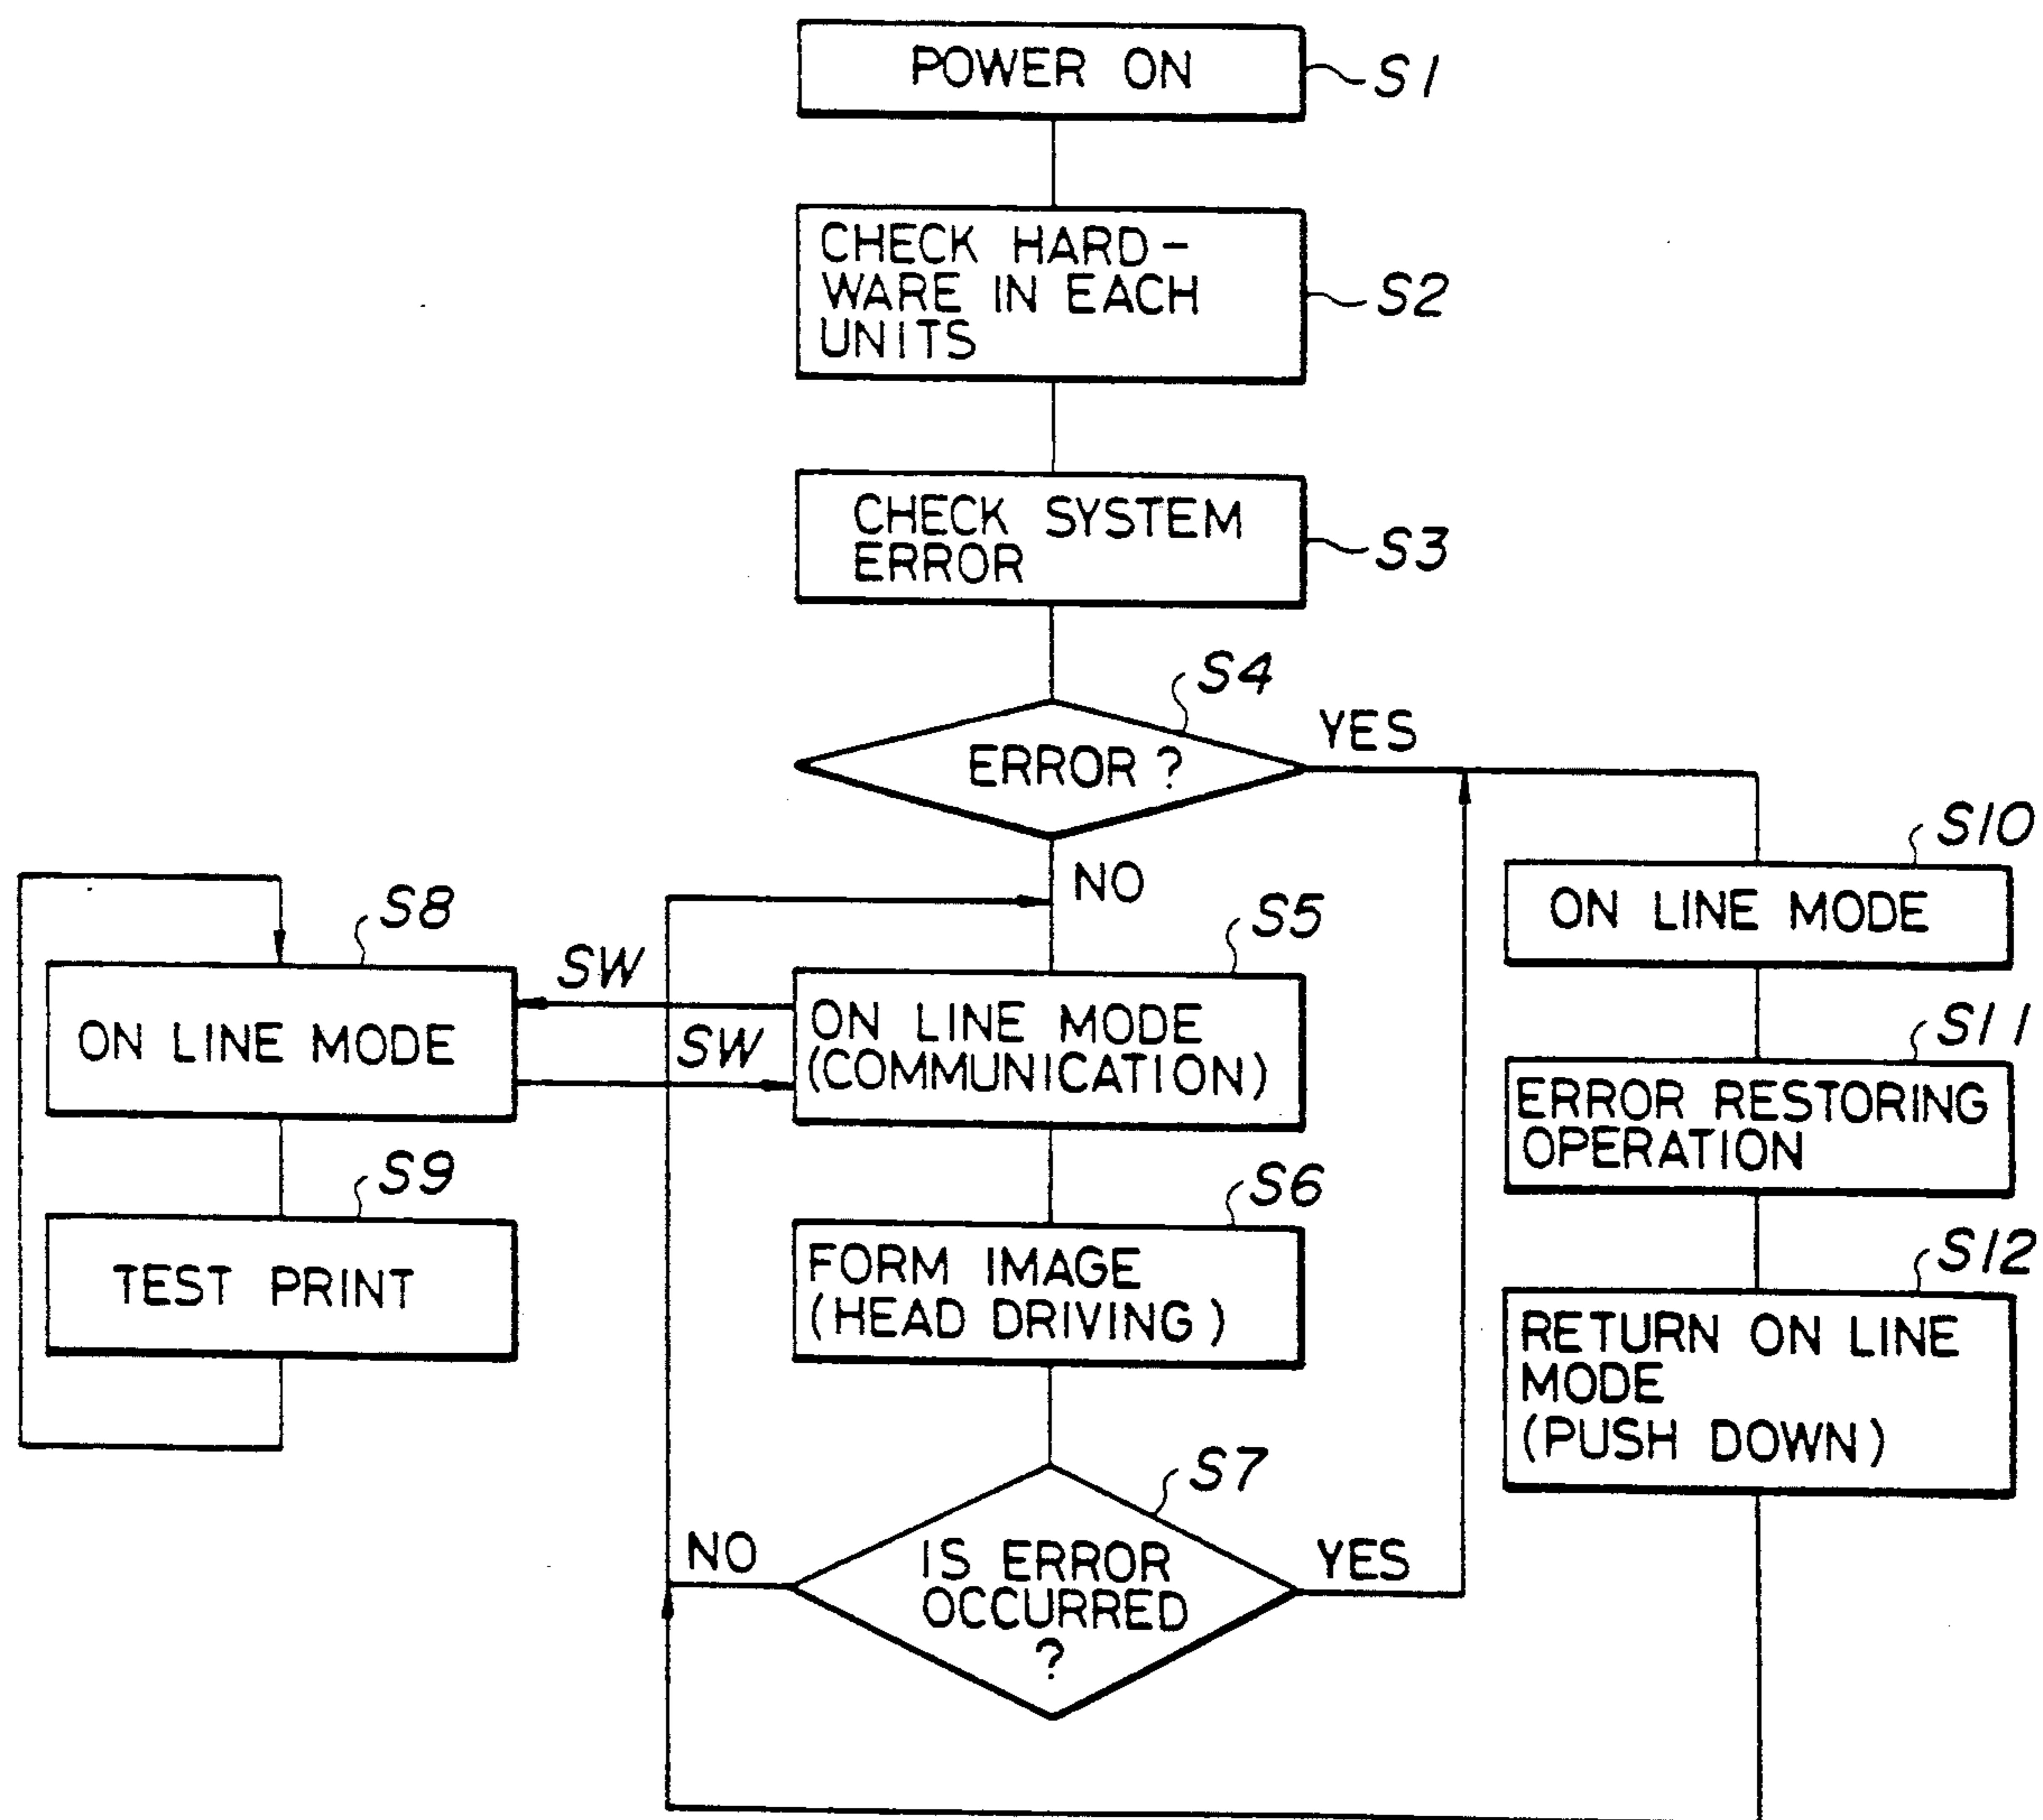 POWER ON
S1
CHECK HARD-
WARE IN EACH
UNITS
S2
CHECK SYSTEM
ERROR
S3
S4
ERROR ?
YES
NO
S8
ON LINE MODE
SW
SW
S5
ON LINE MODE
(COMMUNICATION)
S10
ON LINE MODE
S11
ERROR RESTORING
OPERATION
S9
TEST PRINT
S6
FORM IMAGE
(HEAD DRIVING)
S12
RETURN ON LINE
MODE
(PUSH DOWN)
S7
IS ERROR
OCCURRED
?
NO
YES